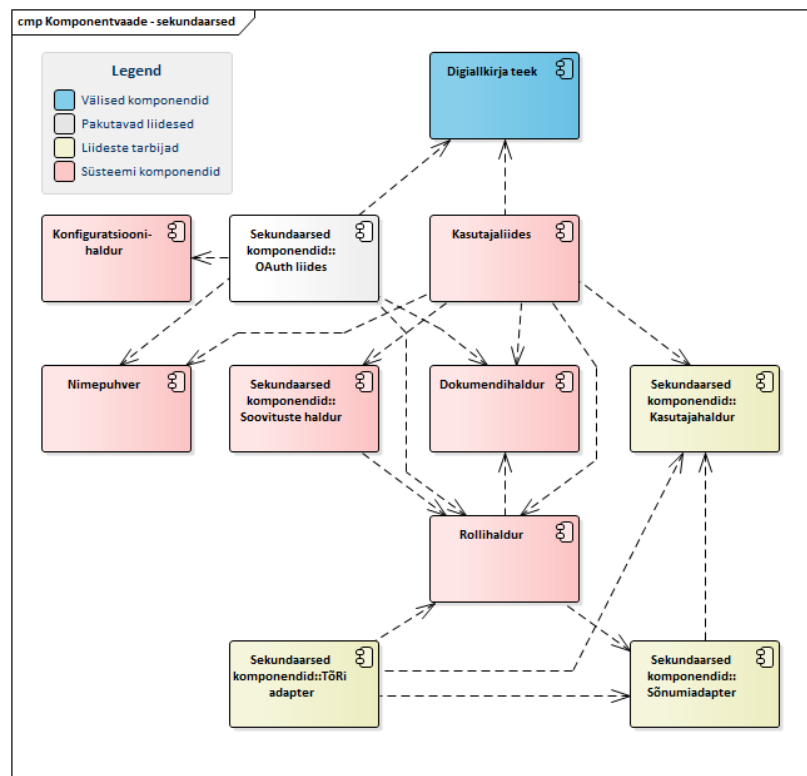 cmp Komponentvaade - sekundaarsed
Legend
Välised komponendid
Pakutavad liidesed
Liideste tarbijad
Süsteemi komponendid
Digiallkirja teek
Konfiguratsiooni-
haldur
Sekundaarsed
komponendid::
OAuth liides
Kasutajaliides
Nimepuhver
Sekundaarsed
komponendid::
Soovituste haldur
Dokumendihaldur
Sekundaarsed
komponendid::
Kasutajahaldur
Rollihaldur
Sekundaarsed
komponendid::TõRi
adapter
Sekundaarsed
komponendid::
Sõnumiadapter